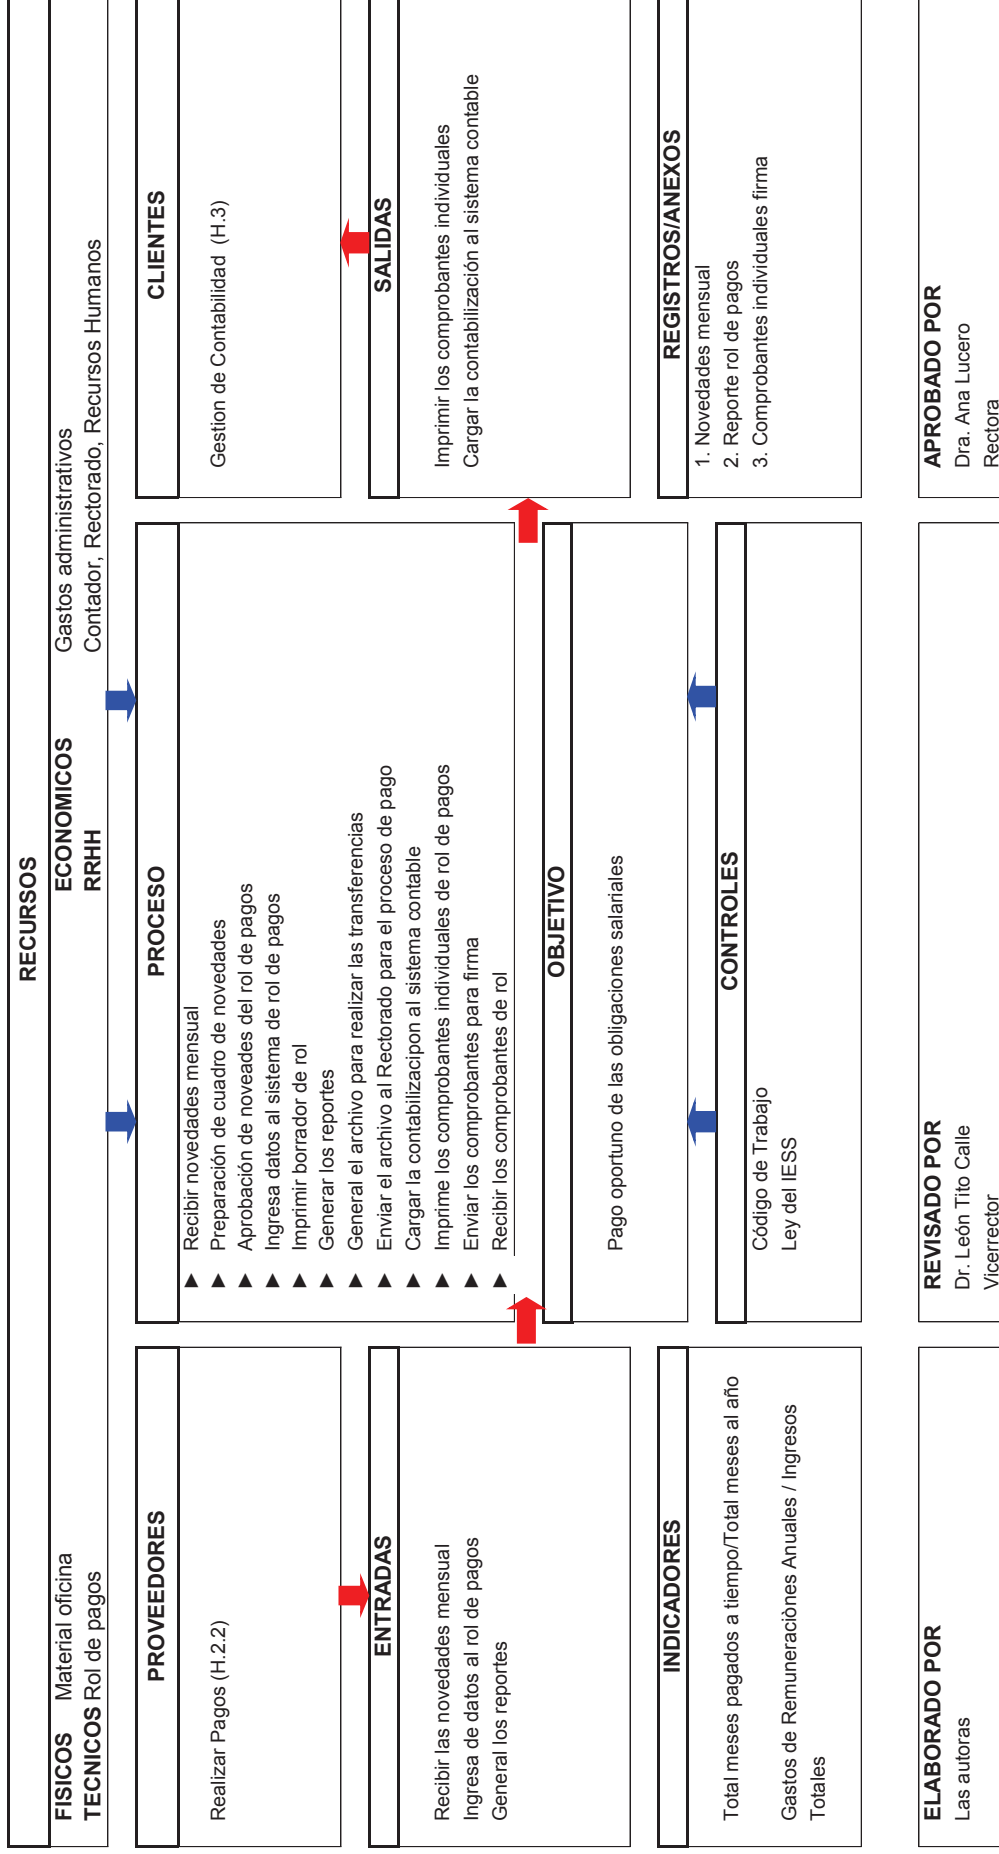 RECURSOS
FISICOS Material oficina ECONOMICOS Gastos administrativos
TECNICOS Rol de pagos RRHH Contador, Rectorado, Recursos Humanos
PROVEEDORES
Realizar Pagos (H.2.2)
ENTRADAS
Recibir las novedades mensual
Ingresa de datos al rol de pagos
General los reportes
INDICADORES
Total meses pagados a tiempo/Total meses al año
Gastos de Remuneraciònes Anuales / Ingresos
Totales
PROCESO
Recibir novedades mensual
Preparación de cuadro de novedades
Aprobación de noveades del rol de pagos
Ingresa datos al sistema de rol de pagos
Imprimir borrador de rol
Generar los reportes
General el archivo para realizar las transferencias
Enviar el archivo al Rectorado para el proceso de pago
Cargar la contabilizacipon al sistema contable
Imprime los comprobantes individuales de rol de pagos
Enviar los comprobantes para firma
Recibir los comprobantes de rol
OBJETIVO
Pago oportuno de las obligaciones salariales
CONTROLES
Código de Trabajo
Ley del IESS
CLIENTES
Gestion de Contabilidad (H.3)
SALIDAS
Imprimir los comprobantes individuales
Cargar la contabilización al sistema contable
REGISTROS/ANEXOS
1. Novedades mensual
2. Reporte rol de pagos
3. Comprobantes individuales firma
ELABORADO POR
Las autoras
REVISADO POR
Dr. León Tito Calle
Vicerrector
APROBADO POR
Dra. Ana Lucero
Rectora